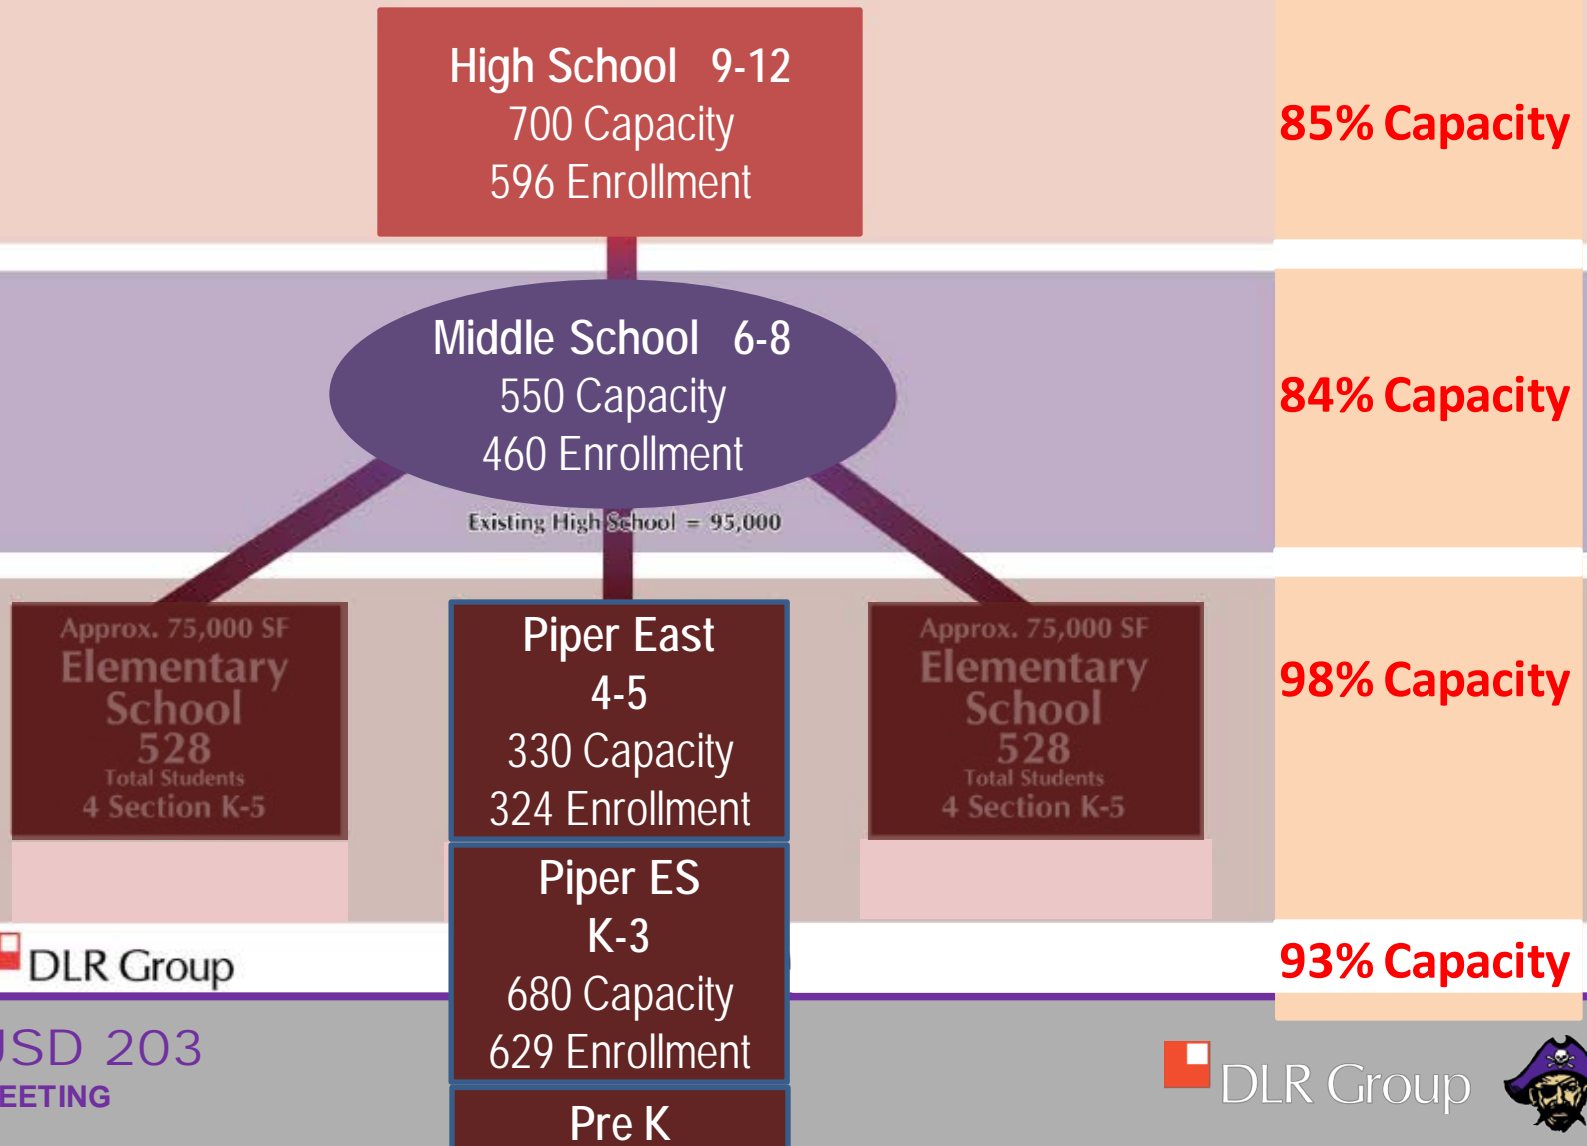 High School 9-12
700 Capacity
596 Enrollment
85% Capacity
Middle School 6-8
550 Capacity
460 Enrollment
84% Capacity
Existing High School = 95,000
Approx. 75,000 SF
Elementary
School
528
Total Students
4 Section K-5
Piper East
4-5
330 Capacity
324 Enrollment
Approx. 75,000 SF
Elementary
School
528
Total Students
4 Section K-5
98% Capacity
Piper ES
K-3
680 Capacity
629 Enrollment
93% Capacity
DLR Group
USD 203
EETING
Pre K
DLR Group